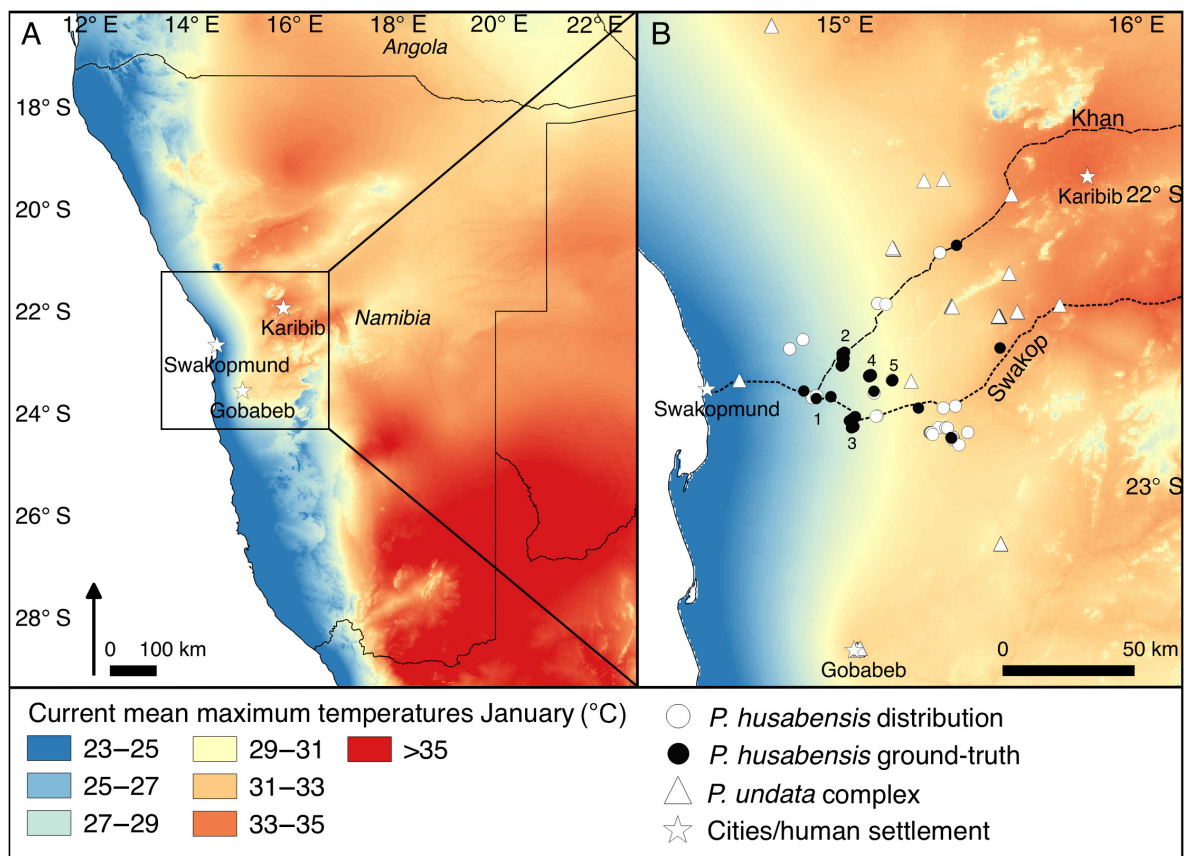 A
12° E 14° E 16° E 20° E 22° E
Angola
18° S
20° S
22° S
24° S
26° S
28° S
Namibia
Karibib
Swakopmund
Gobabeb
0 100 km
B
15° E 16° E
Khan
Karibib
22° S
Swakop
Swakopmund
2
4
5
1
3
23° S
Gobabeb
0 50 km
Current mean maximum temperatures January (°C)
23–25
25–27
27–29
29–31
31–33
33–35
>35
P. husabensis distribution
P. husabensis ground-truth
P. undata complex
Cities/human settlement